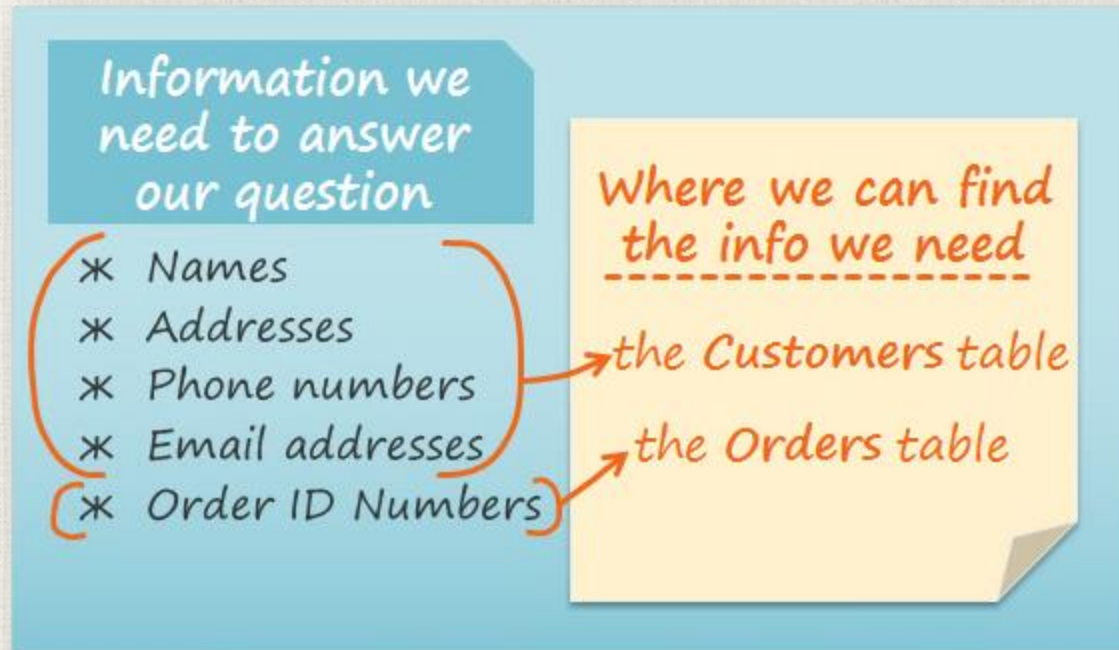 Information we
need to answer
our question
Names
Addresses
Phone numbers
Email addresses
Order ID Numbers
Where we can find
the info we need
the Customers table
the Orders table